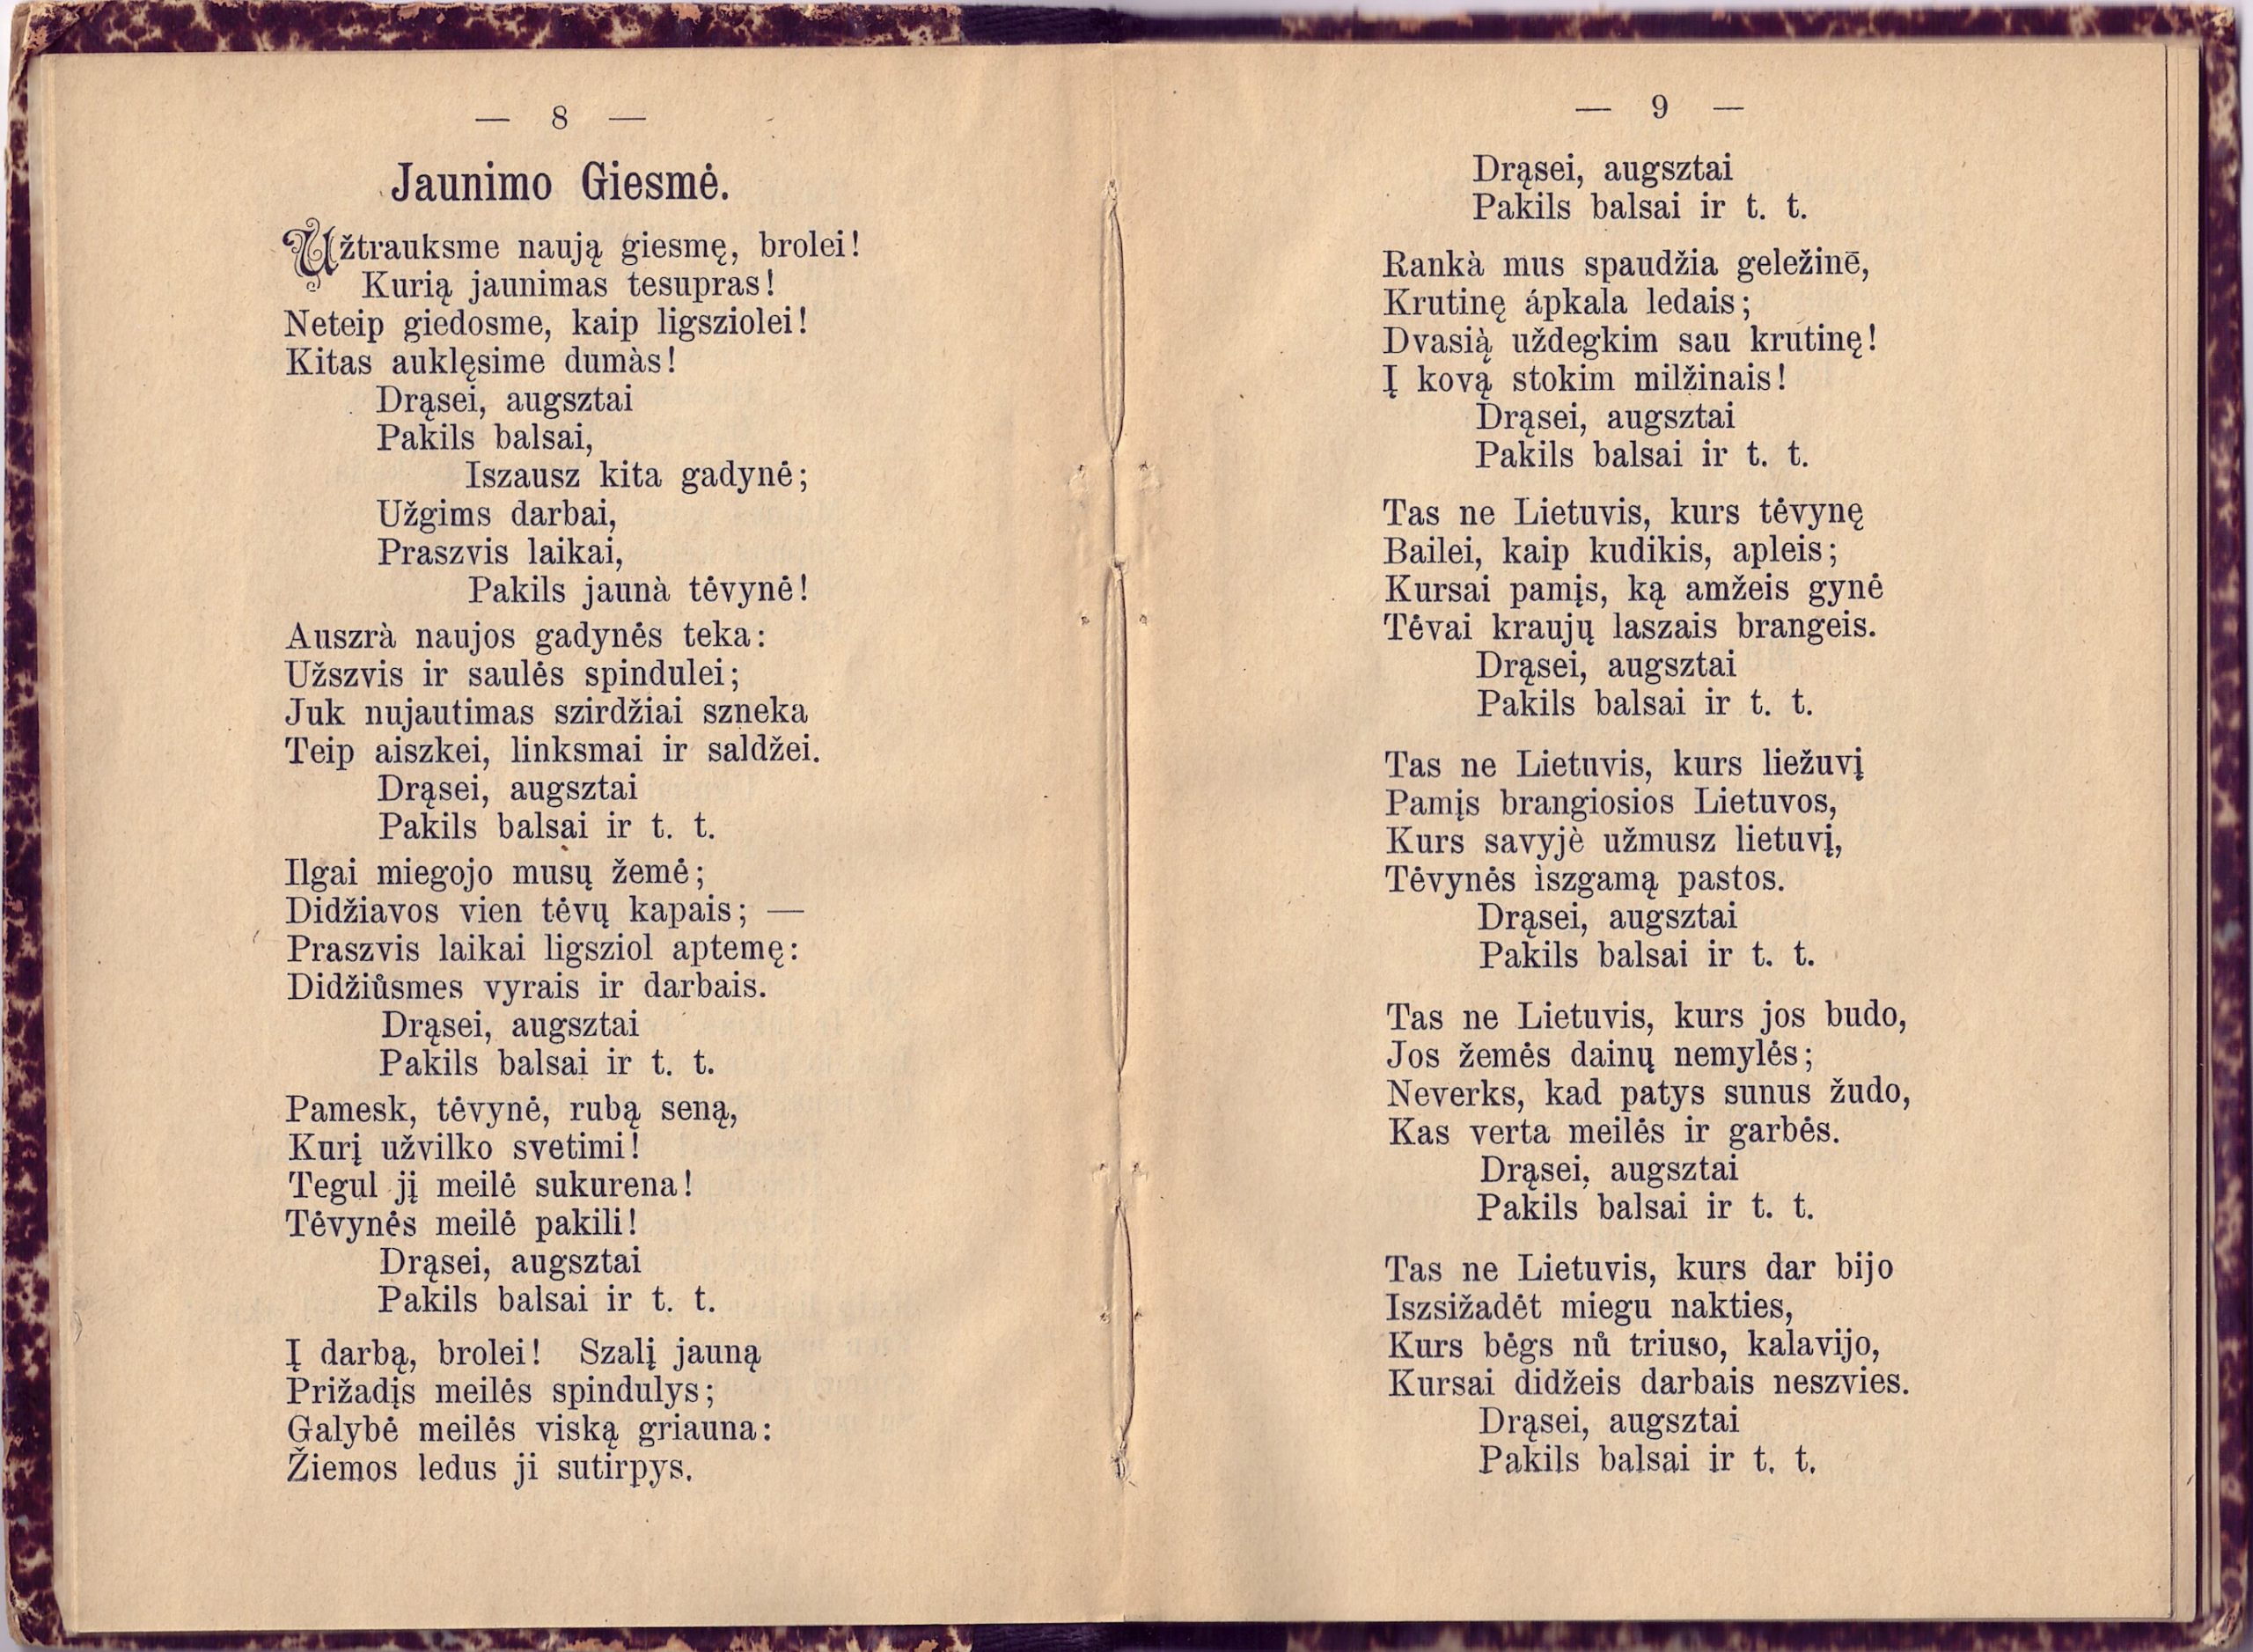 — 8 —
Jaunimo Giesmė.
Užtrauksme naują giesmę, brolei!
Kurią jaunimas tesupras!
Neteip giedosme, kaip ligsziolei!
Kitas auklęsime dumàs!
Drąsei, augsztai
Pakils balsai,
Iszausz kita gadynė;
Užgims darbai,
Praszvis laikai,
Pakils jaunà tėvynė!
Auszrà naujos gadynės teka:
Užszvis ir saulės spindulei;
Juk nujautimas szirdžiai szneka
Teip aiszkei, linksmai ir saldžei.
Drąsei, augsztai
Pakils balsai ir t. t.
Ilgai miegojo musų žemė;
Didžiavos vien tėvų kapais; —
Praszvis laikai ligsziol aptemę:
Didžiůsmes vyrais ir darbais.
Drąsei, augsztai
Pakils balsai ir t. t.
Pamesk, tėvynė, rubą seną,
Kurį užvilko svetimi!
Tegul jį meilė sukurena!
Tėvynės meilė pakili!
Drąsei, augsztai
Pakils balsai ir t. t.
Į darbą, brolei! Szalį jauną
Prižadįs meilės spindulys;
Galybė meilės viską griauna:
Žiemos ledus ji sutirpys.
— 9 —
Drąsei, augsztai
Pakils balsai ir t. t.
Rankà mus spaudžia geležinē,
Krutinę ápkala ledais;
Dvasią̀ uždegkim sau krutinę!
Į kovą stokim milžinais!
Drąsei, augsztai
Pakils balsai ir t. t.
Tas ne Lietuvis, kurs tėvynę
Bailei, kaip kudikis, apleis;
Kursai pamįs, ką amžeis gynė
Tėvai kraujų laszais brangeis.
Drąsei, augsztai
Pakils balsai ir t. t.
Tas ne Lietuvis, kurs liežuvį
Pamįs brangiosios Lietuvos,
Kurs savyjè užmusz lietuvį,
Tėvynės ìszgamą pastos.
Drąsei, augsztai
Pakils balsai ir t. t.
Tas ne Lietuvis, kurs jos budo,
Jos žemės dainų nemylės;
Neverks, kad patys sunus žudo,
Kas verta meilės ir garbės.
Drąsei, augsztai
Pakils balsai ir t. t.
Tas ne Lietuvis, kurs dar bijo
Iszsižadėt miegu nakties,
Kurs bėgs nů triuso, kalavijo,
Kursai didžeis darbais neszvies.
Drąsei, augsztai
Pakils balsai ir t. t.